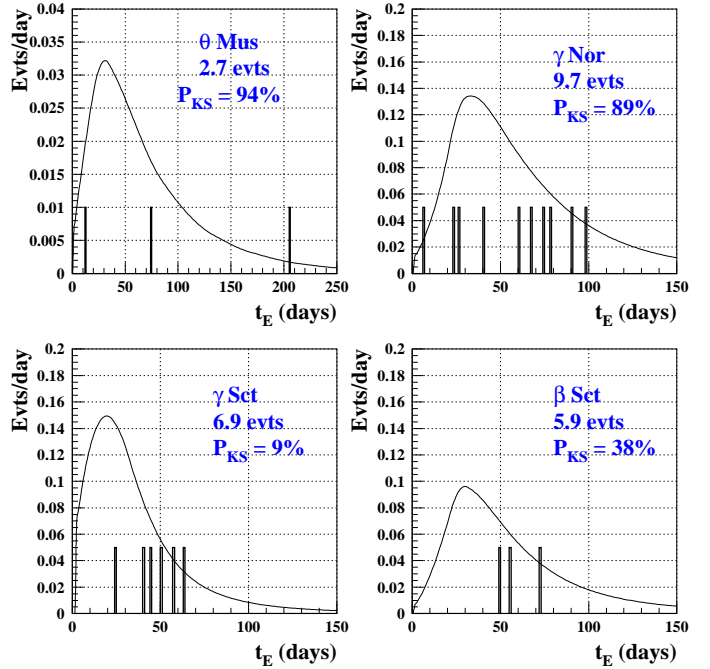 Evts/day
0.04
0.035
0.03
0.025
0.02
0.015
0.01
0.005
0
θ Mus
2.7 evts
P_KS = 94%
0 50 100 150 200 250
t_E (days)
Evts/day
0.2
0.18
0.16
0.14
0.12
0.1
0.08
0.06
0.04
0.02
0
γ Nor
9.7 evts
P_KS = 89%
0 50 100 150
t_E (days)
Evts/day
0.2
0.18
0.16
0.14
0.12
0.1
0.08
0.06
0.04
0.02
0
γ Sct
6.9 evts
P_KS = 9%
0 50 100 150
t_E (days)
Evts/day
0.2
0.18
0.16
0.14
0.12
0.1
0.08
0.06
0.04
0.02
0
β Sct
5.9 evts
P_KS = 38%
0 50 100 150
t_E (days)